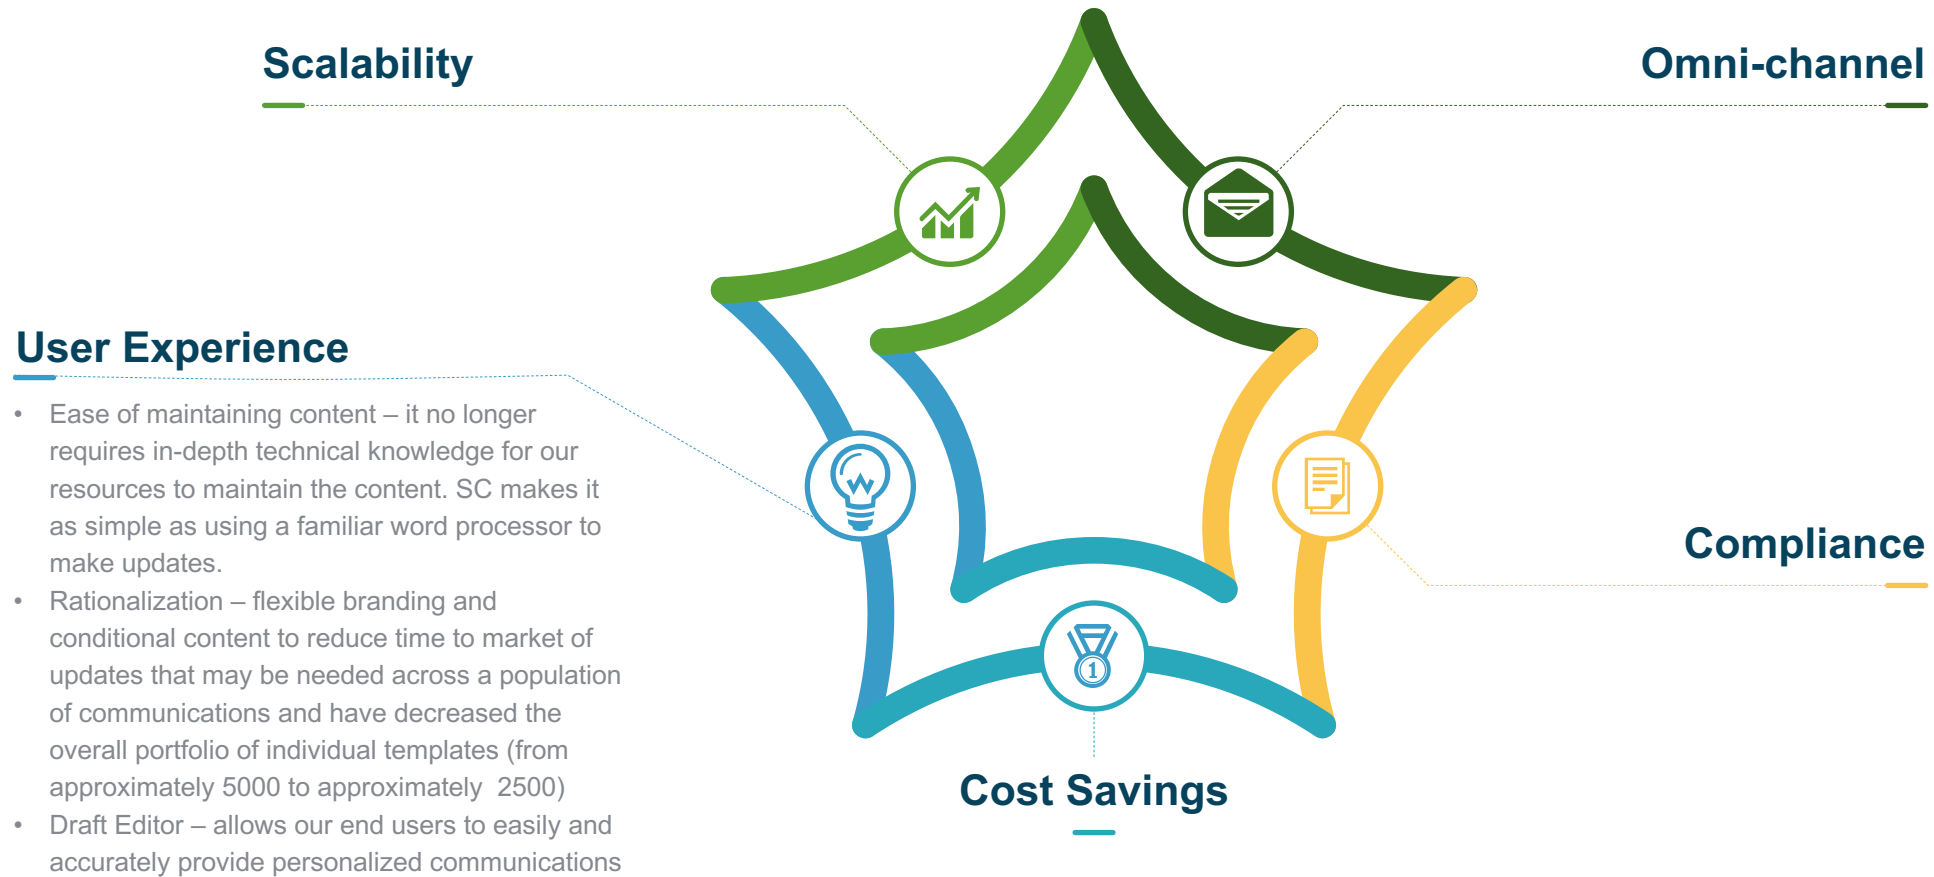 Scalability
Omni-channel
User Experience
• Ease of maintaining content – it no longer
requires in-depth technical knowledge for our
resources to maintain the content. SC makes it
as simple as using a familiar word processor to
make updates.
• Rationalization – flexible branding and
conditional content to reduce time to market of
updates that may be needed across a population
of communications and have decreased the
overall portfolio of individual templates (from
approximately 5000 to approximately  2500)
• Draft Editor – allows our end users to easily and
accurately provide personalized communications
Compliance
1
Cost Savings